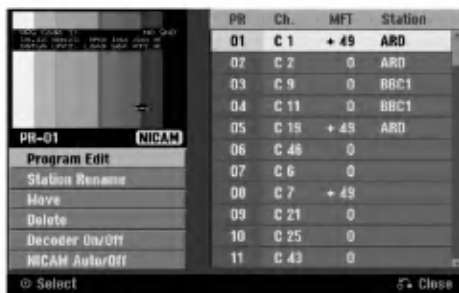 PR Ch. MFT Station
01 C 1 + 49 ARD
02 C 2 0 ARD
03 C 9 0 BBC1
04 C 11 0 BBC1
05 C 19 + 49 ARD
06 C 46 0
07 C 6 0
08 C 7 + 49
09 C 21 0
10 C 25 0
11 C 43 0
PR-01 NICAM
Program Edit
Station Rename
Move
Delete
Decoder On/Off
NICAM Auto/Off
Select
Close